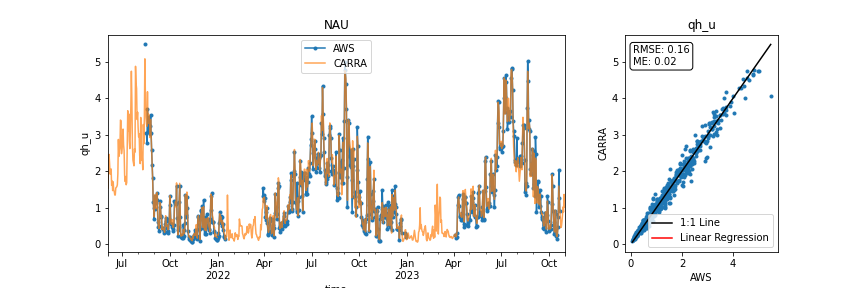 NAU
qh_u
AWS
CARRA
5
4
3
2
1
0
qh_u
Jul
Oct
Jan
2022
Apr
Jul
Oct
Jan
2023
Apr
Jul
Oct
qh_u
RMSE: 0.16
ME: 0.02
5
4
3
2
1
0
CARRA
1:1 Line
Linear Regression
0
2
4
AWS